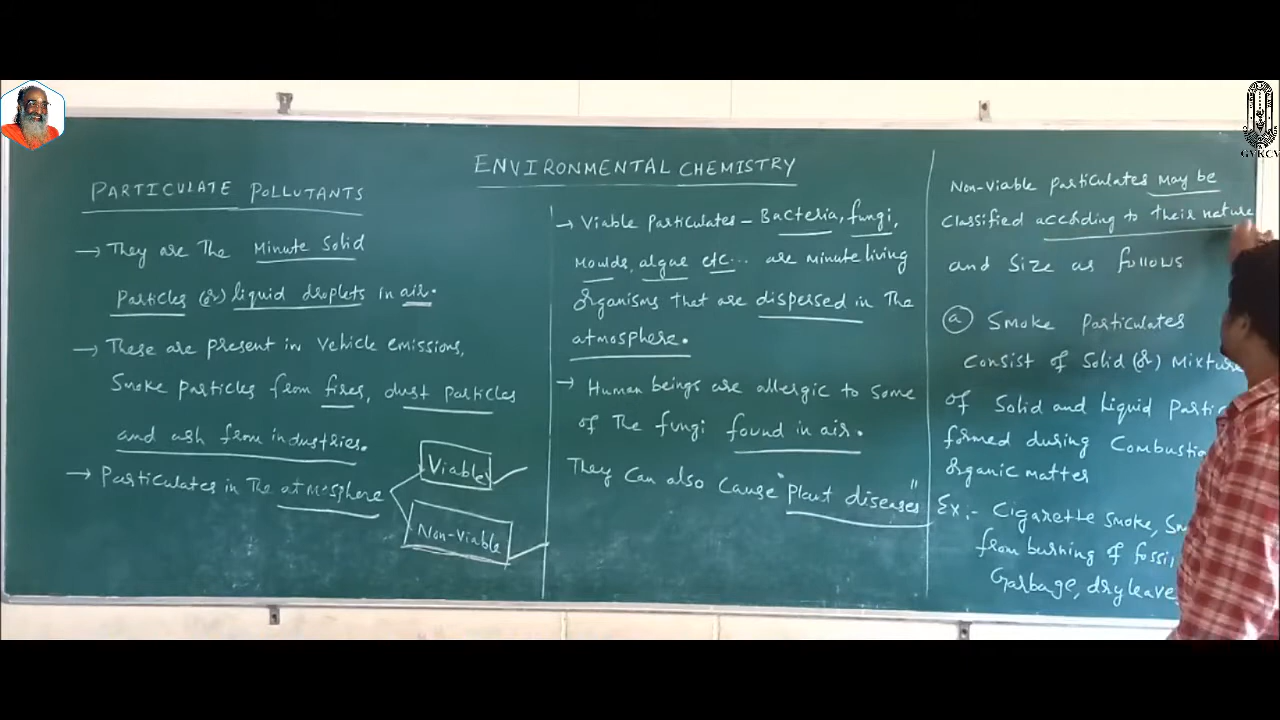 ENVIRONMENTAL CHEMISTRY
PARTICULATE POLLUTANTS
→ They are The Minute Solid
Particles (or) liquid droplets in air.
→ These are present in vehicle emissions,
Smoke particles from fires, dust particles
and ash from industries.
→ Particulates in The atmosphere
Viable
Non-Viable
→ Viable particulates - Bacteria, fungi,
Moulds, algae etc... are minute living
organisms that are dispersed in The
atmosphere.
→ Human beings are allergic to some
of The fungi found in air.
They can also cause "plant diseases"
Non-Viable particulates may be
classified according to their nature
and size as follows
(a) Smoke particulates
Consist of Solid (or) Mixture
of Solid and Liquid
formed during
organic matter
Ex:- Cigarette smoke,
from burning of
Garbage, dry
GVKCV